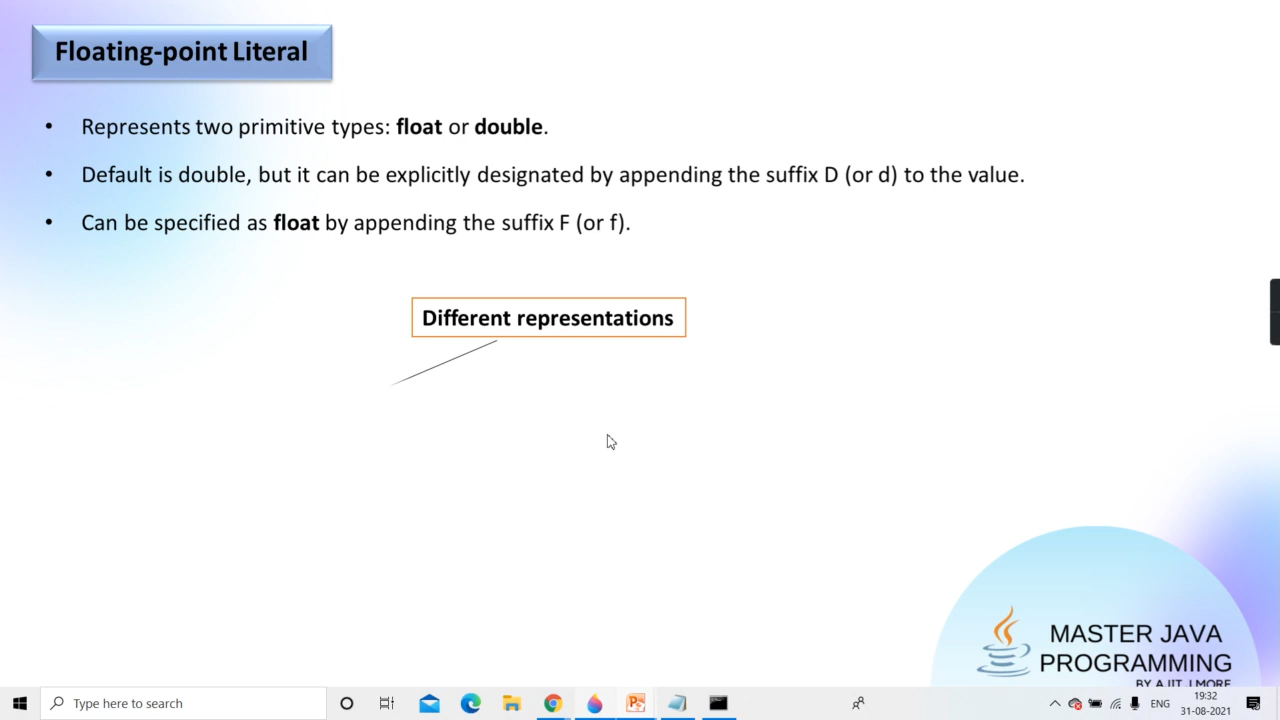 Floating-point Literal
• Represents two primitive types: float or double.
• Default is double, but it can be explicitly designated by appending the suffix D (or d) to the value.
• Can be specified as float by appending the suffix F (or f).
Different representations
MASTER JAVA
PROGRAMMING
BY AJIT J MORE
Type here to search
ENG
19:32
31-08-2021